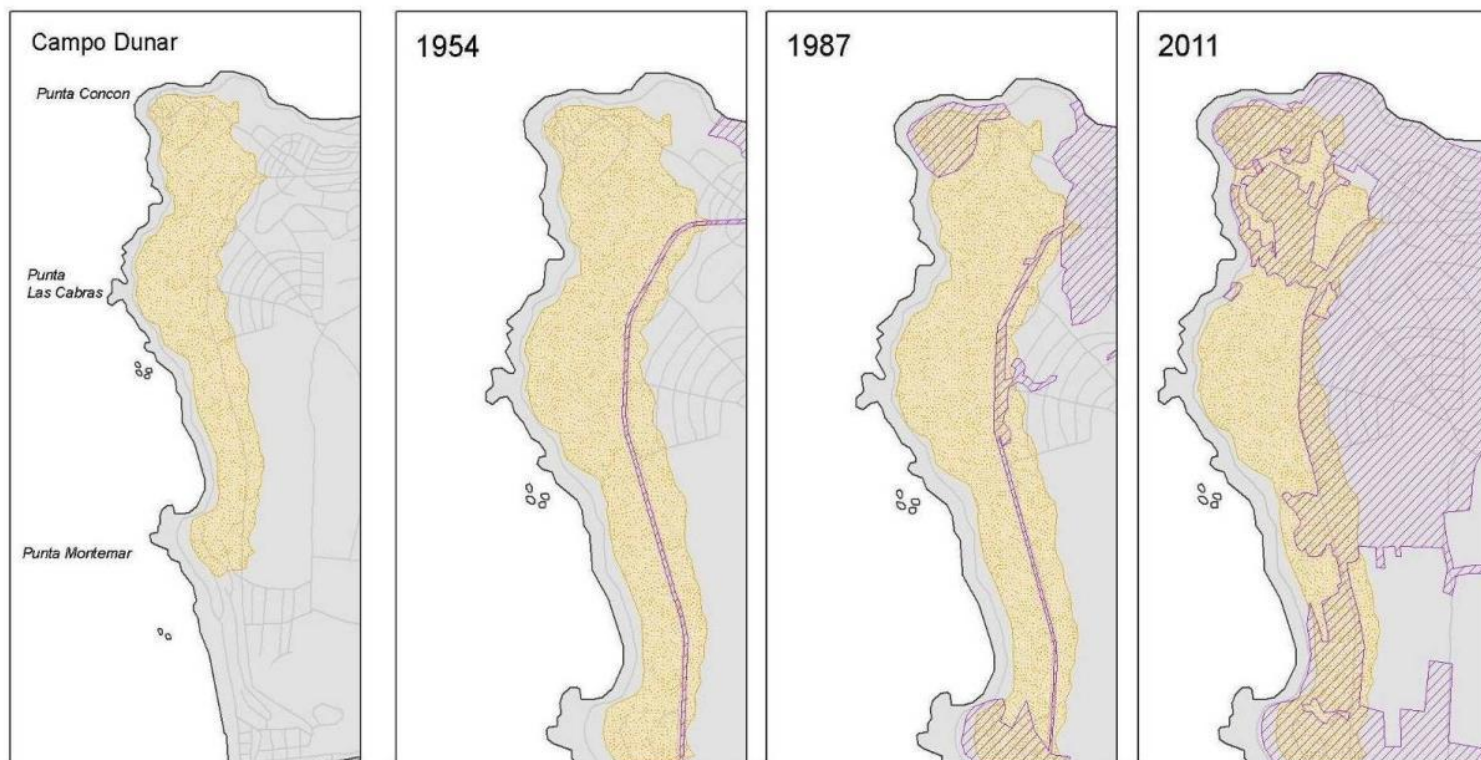 Campo Dunar
Punta Concon
Punta
Las Cabras
Punta Montemar
1954
1987
2011